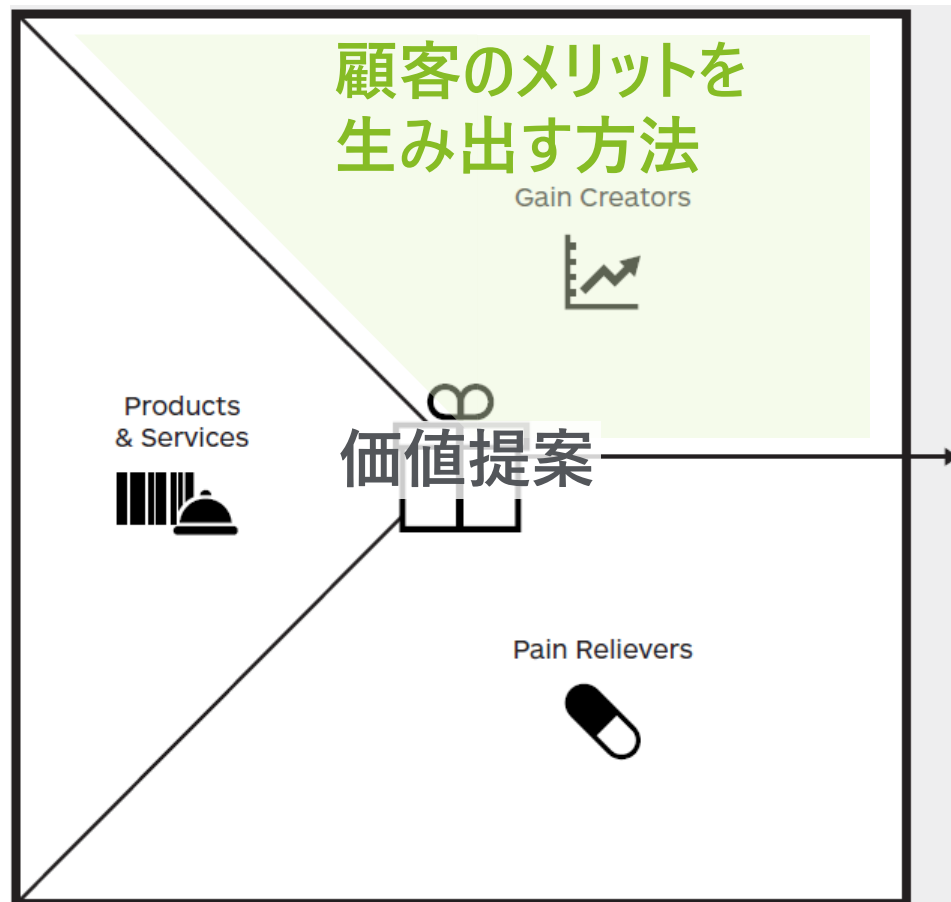 顧客のメリットを
生み出す方法
Gain Creators
Products
& Services
価値提案
Pain Relievers